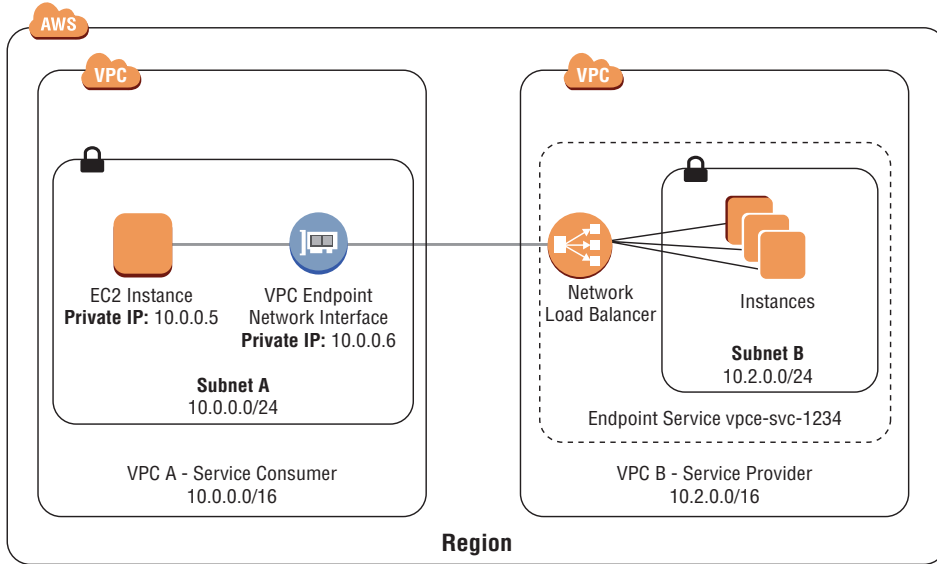 AWS
VPC
EC2 Instance
Private IP: 10.0.0.5
VPC Endpoint
Network Interface
Private IP: 10.0.0.6
Subnet A
10.0.0.0/24
VPC A - Service Consumer
10.0.0.0/16
VPC
Network
Load Balancer
Instances
Subnet B
10.2.0.0/24
Endpoint Service vpce-svc-1234
VPC B - Service Provider
10.2.0.0/16
Region